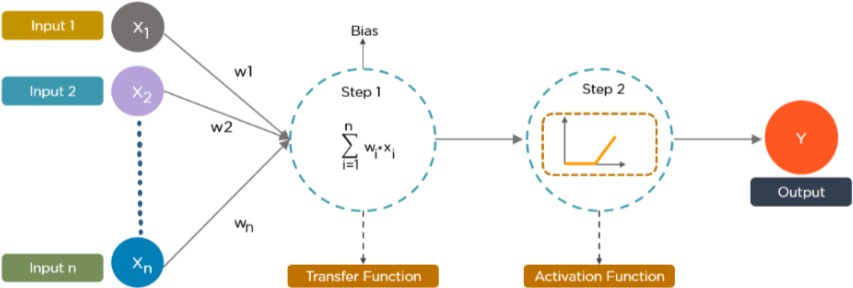 Input 1
X1
Bias
w1
Step 1
Step 2
Input 2
X2
w2
n
∑ wi*xi
i=1
Y
Output
wn
Input n
Xn
Transfer Function
Activation Function